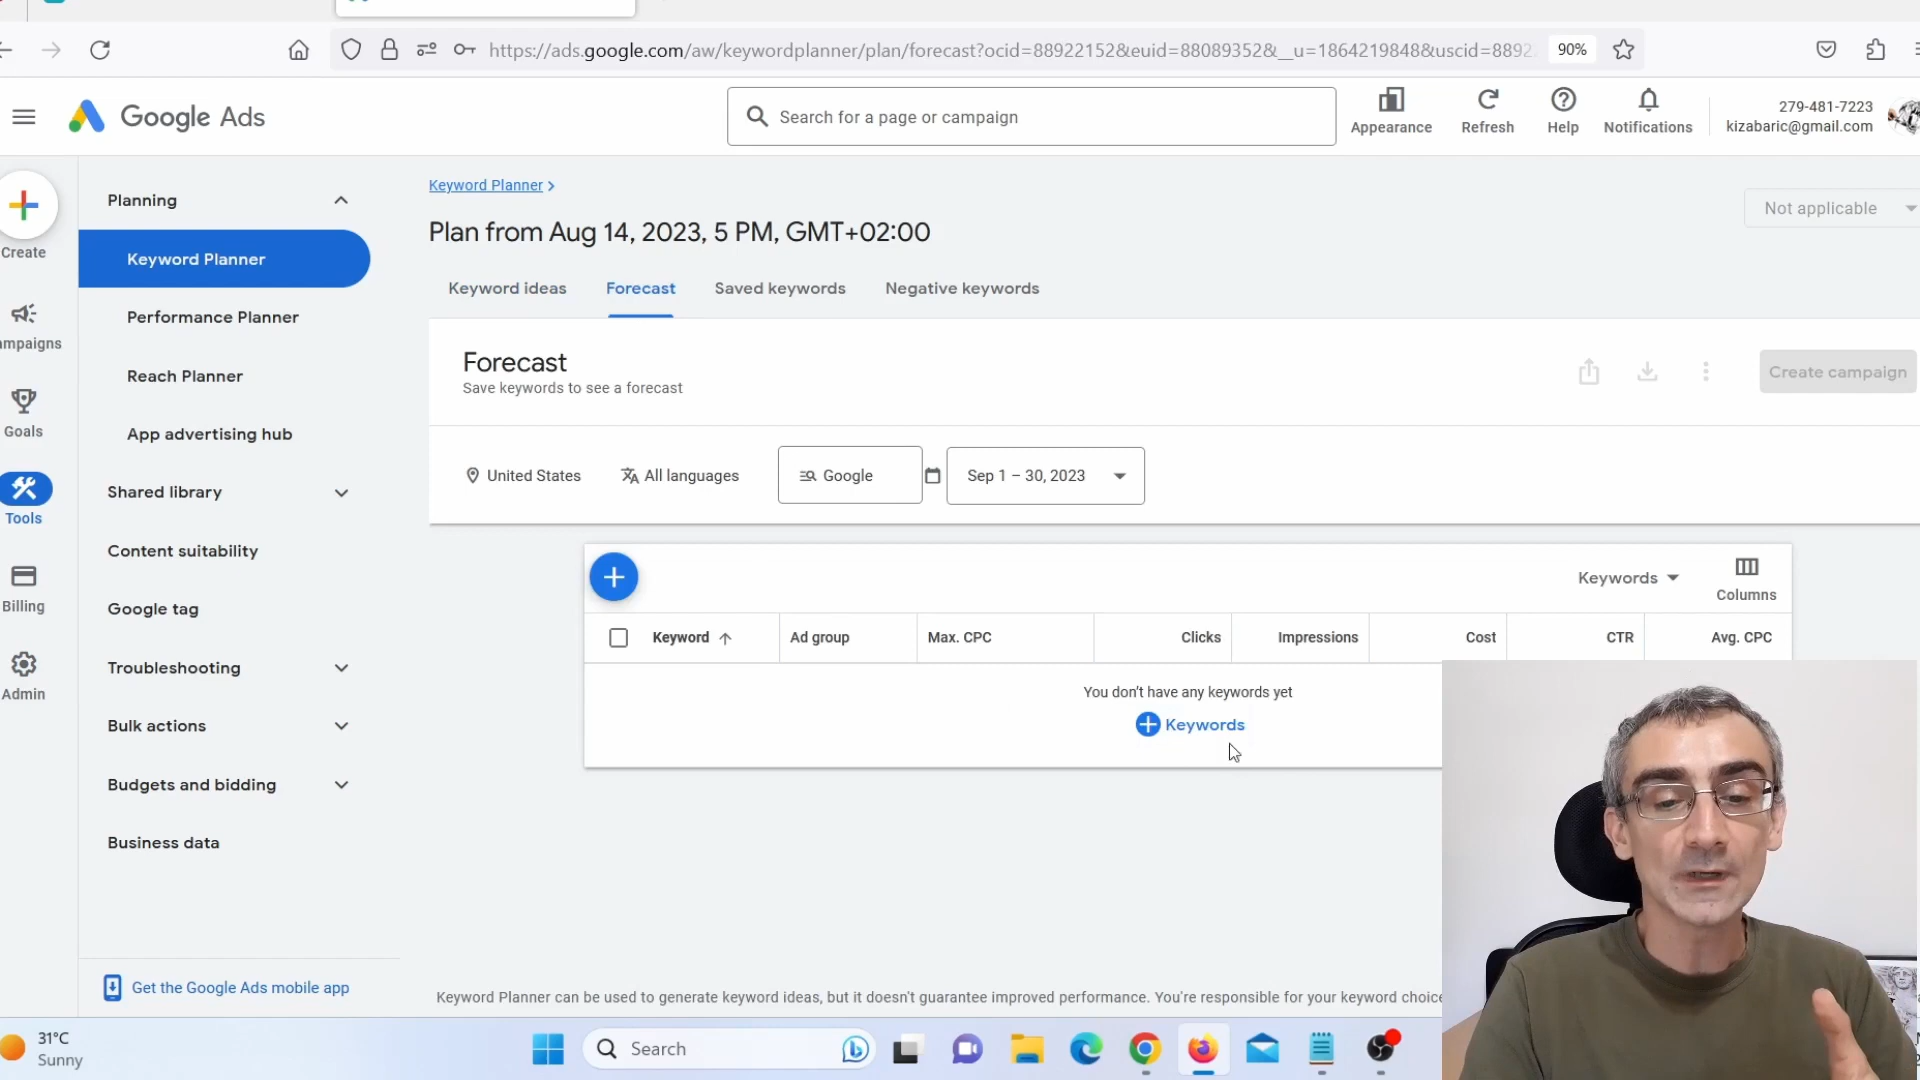 https://ads.google.com/aw/keywordplanner/plan/forecast?ocid=88922152&euid=88089352&__u=1864219848&uscid=8892
90%
Google Ads
Search for a page or campaign
Appearance
Refresh
Help
Notifications
279-481-7223
kizabaric@gmail.com
Create
mpaigns
Goals
Tools
Billing
Admin
Planning
Keyword Planner
Performance Planner
Reach Planner
App advertising hub
Shared library
Content suitability
Google tag
Troubleshooting
Bulk actions
Budgets and bidding
Business data
Get the Google Ads mobile app
Keyword Planner
Plan from Aug 14, 2023, 5 PM, GMT+02:00
Not applicable
Keyword ideas Forecast Saved keywords Negative keywords
Forecast
Save keywords to see a forecast
Create campaign
United States All languages Google Sep 1 – 30, 2023
Keywords
Columns
Keyword Ad group Max. CPC Clicks Impressions Cost CTR Avg. CPC
You don't have any keywords yet
Keywords
Keyword Planner can be used to generate keyword ideas, but it doesn't guarantee improved performance. You're responsible for your keyword choice
31°C
Sunny
Search